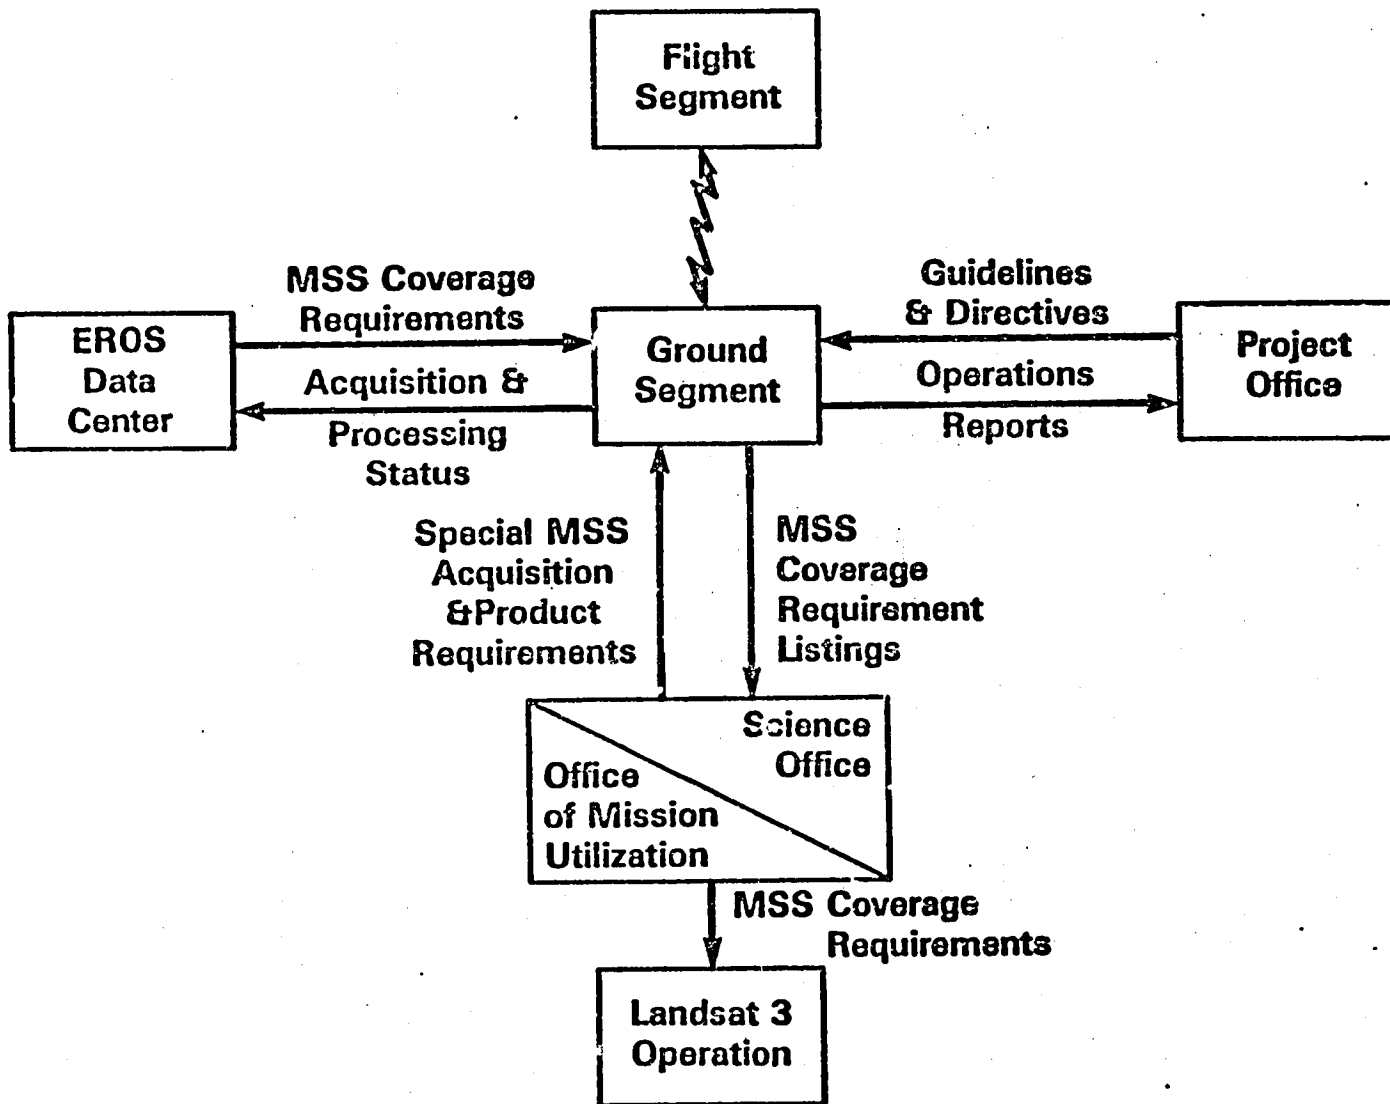 Flight
Segment
MSS Coverage
Requirements
Guidelines
& Directives
EROS
Data
Center
Ground
Segment
Project
Office
Acquisition &
Processing
Status
Operations
Reports
Special MSS
Acquisition
&Product
Requirements
MSS
Coverage
Requirement
Listings
Science
Office
Office
of Mission
Utilization
MSS Coverage
Requirements
Landsat 3
Operation